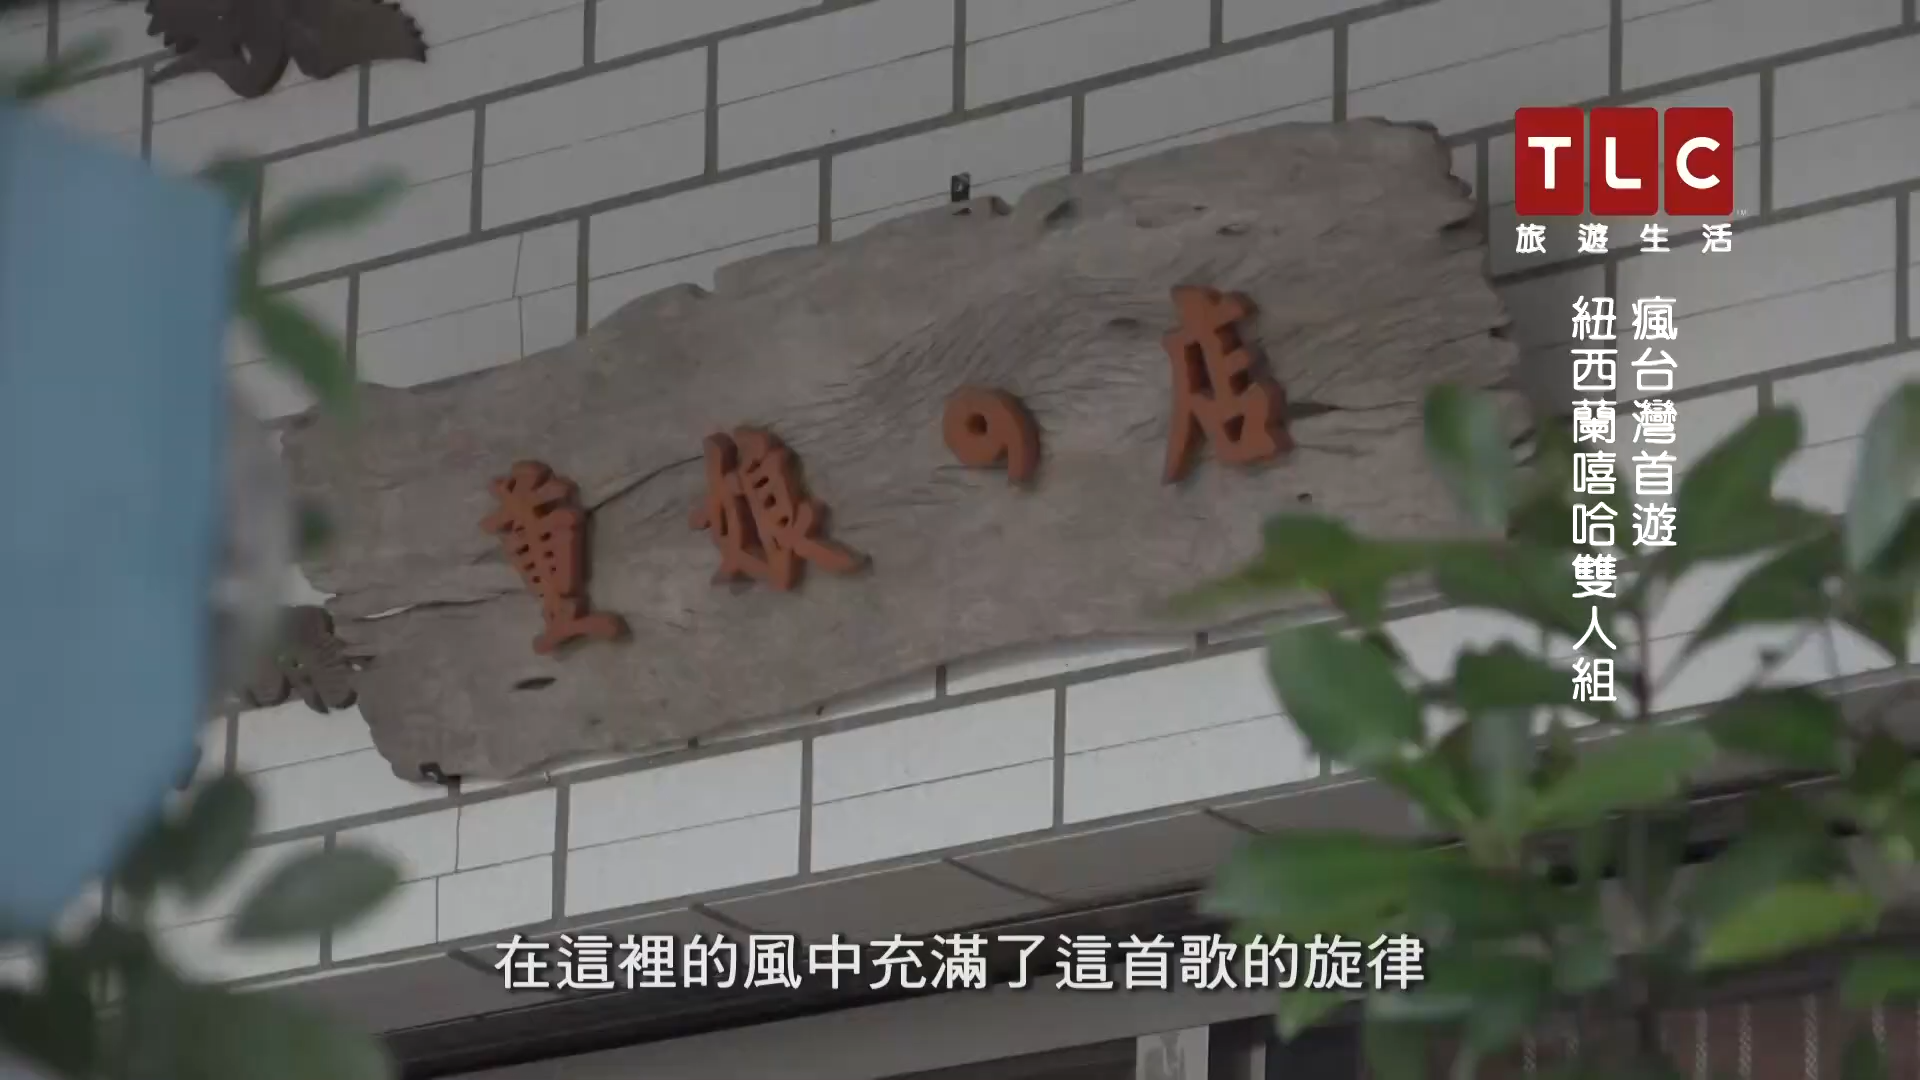 TLC
旅遊生活
瘋台灣首遊
紐西蘭嘻哈雙人組
重娘の店
在這裡的風中充滿了這首歌的旋律